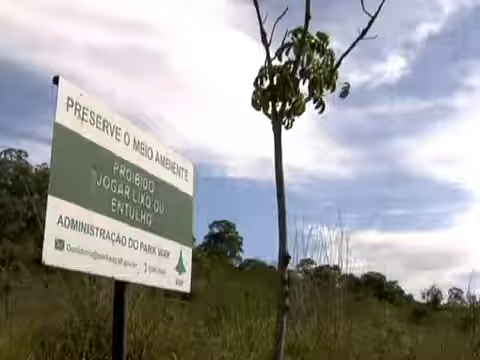 PRESERVE O MEIO AMBIENTE
PROIBIDO
JOGAR LIXO OU
ENTULHO
ADMINISTRAÇÃO DO PARK WAY